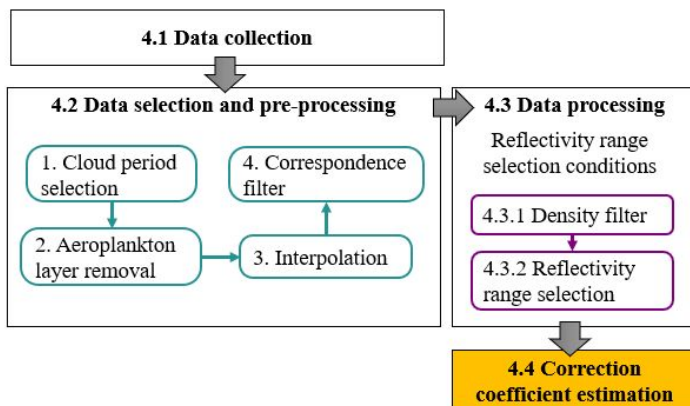 4.1 Data collection
4.2 Data selection and pre-processing
1. Cloud period
selection
2. Aeroplankton
layer removal
3. Interpolation
4. Correspondence
filter
4.3 Data processing
Reflectivity range
selection conditions
4.3.1 Density filter
4.3.2 Reflectivity
range selection
4.4 Correction
coefficient estimation